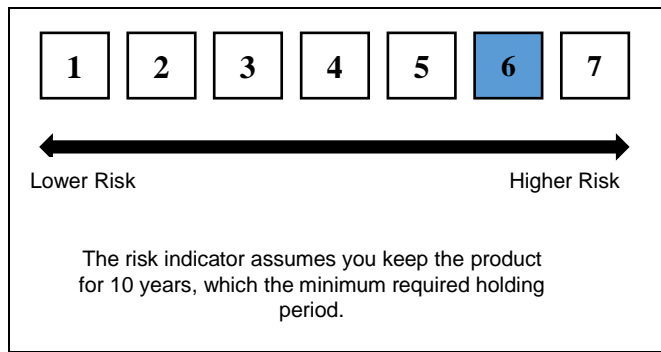 1 2 3 4 5 6 7
Lower Risk Higher Risk
The risk indicator assumes you keep the product
for 10 years, which the minimum required holding
period.